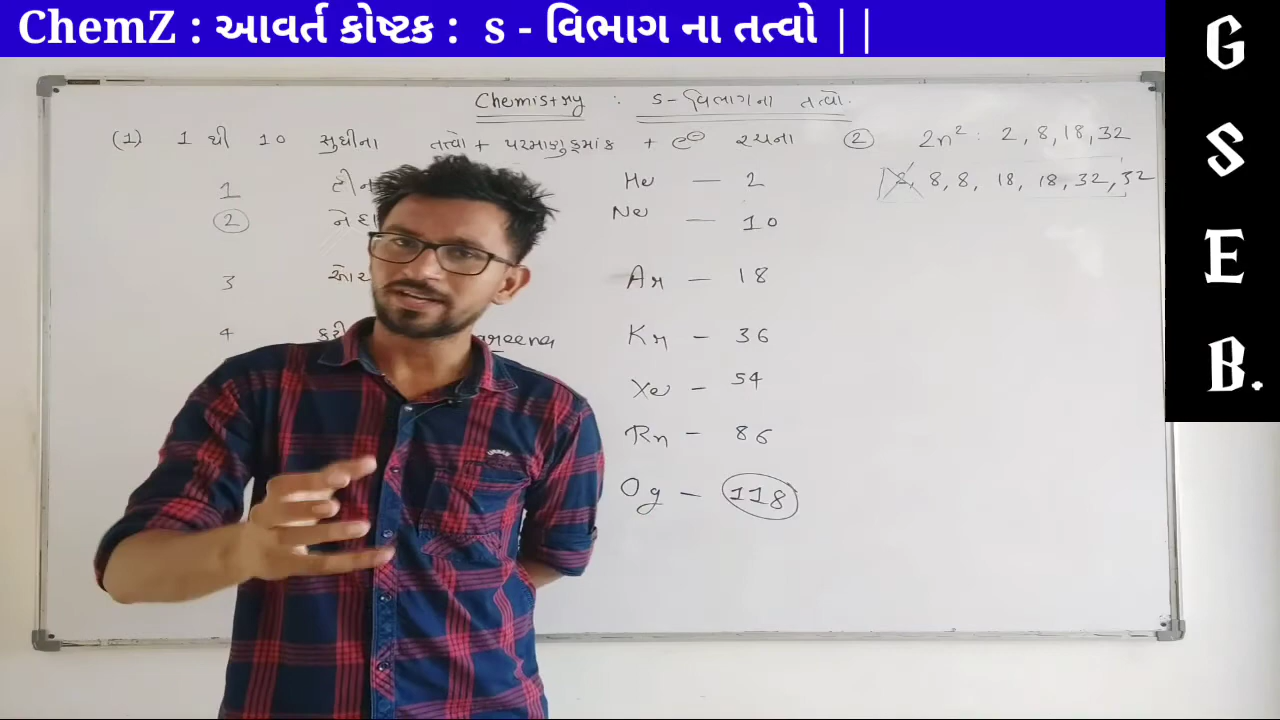 ChemZ : આવર્ત કોષ્ટક : s - વિભાગ ના તત્વો ||
G
S
E
B.
Chemistry : s - વિભાગના તત્વો.
(1) 1 થી 10 સુધીના તત્વો + પરમાણુક્રમાંક + e⊖ રચના
② 2n² : 2, 8, 18, 32
2, 8, 8, 18, 18, 32, 32
1
He — 2
②
Ne — 10
3
Ar — 18
4
Kr — 36
Xe — 54
Rn — 86
Og — 118